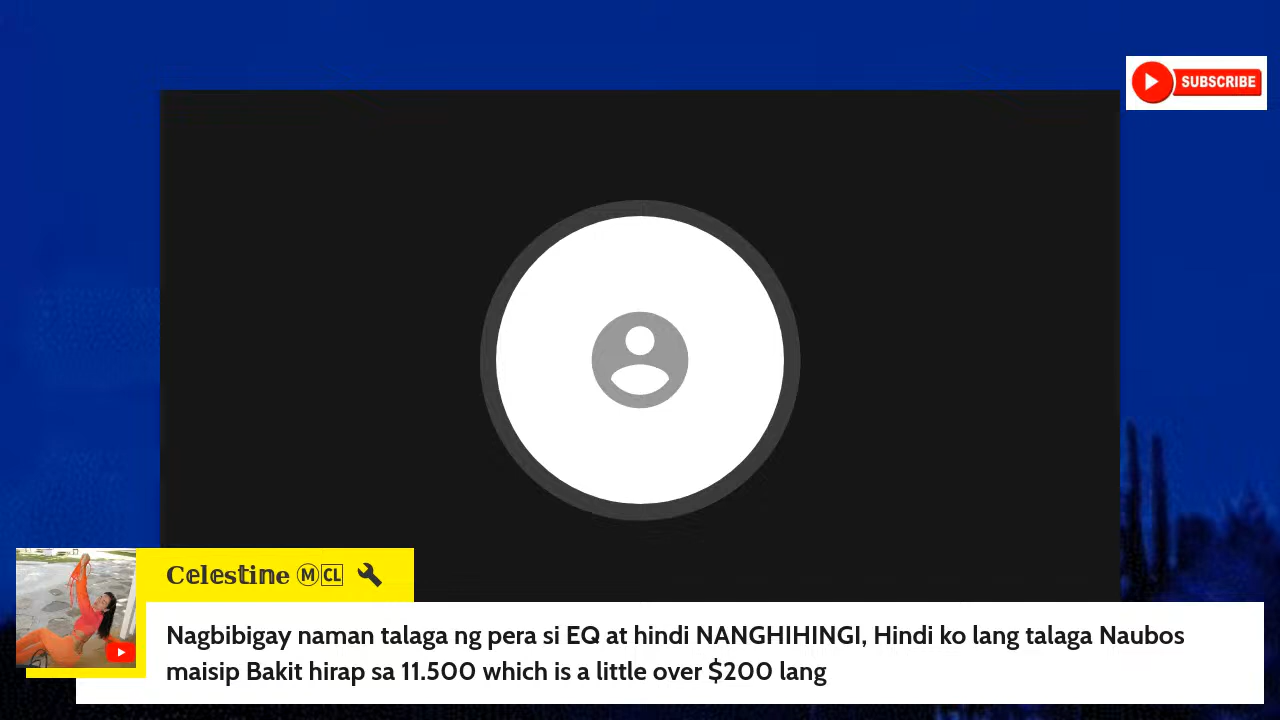 SUBSCRIBE
Celestine Ⓜ🄲🄻
Nagbibigay naman talaga ng pera si EQ at hindi NANGHIHINGI, Hindi ko lang talaga Naubos
maisip Bakit hirap sa 11.500 which is a little over $200 lang